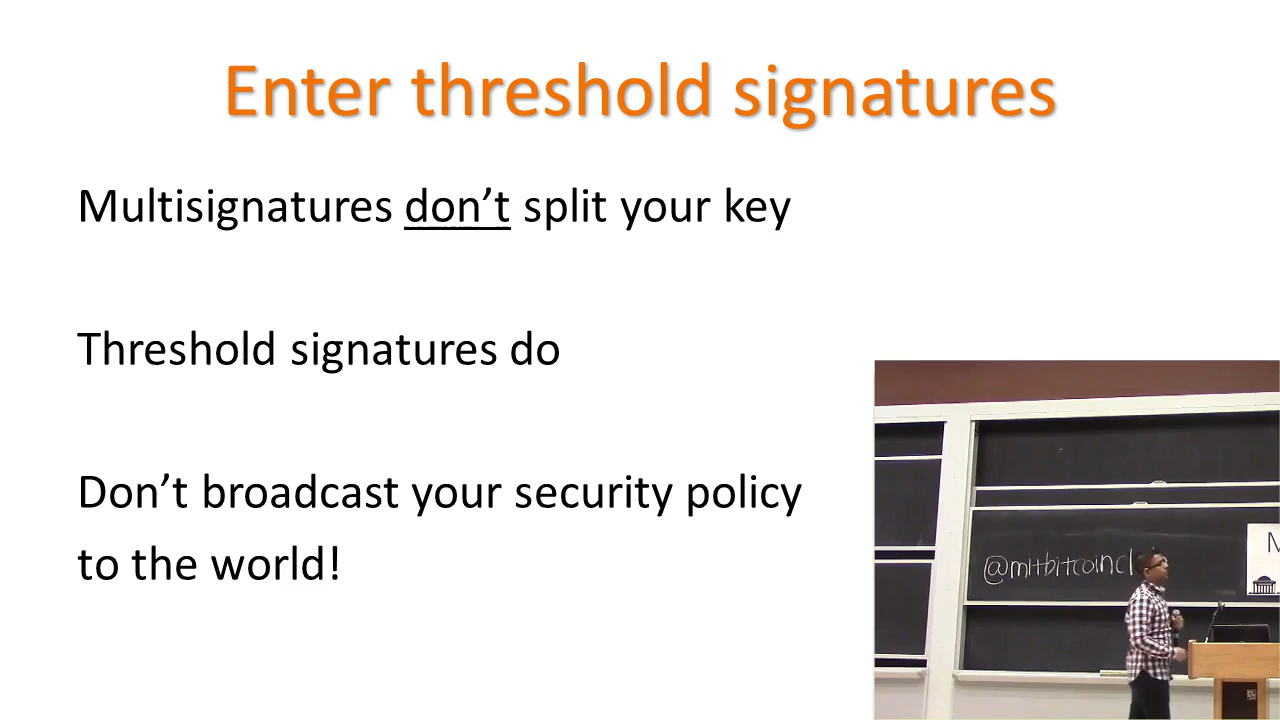 Enter threshold signatures
Multisignatures don't split your key
Threshold signatures do
Don't broadcast your security policy
to the world!
@mitbitcoincl
M